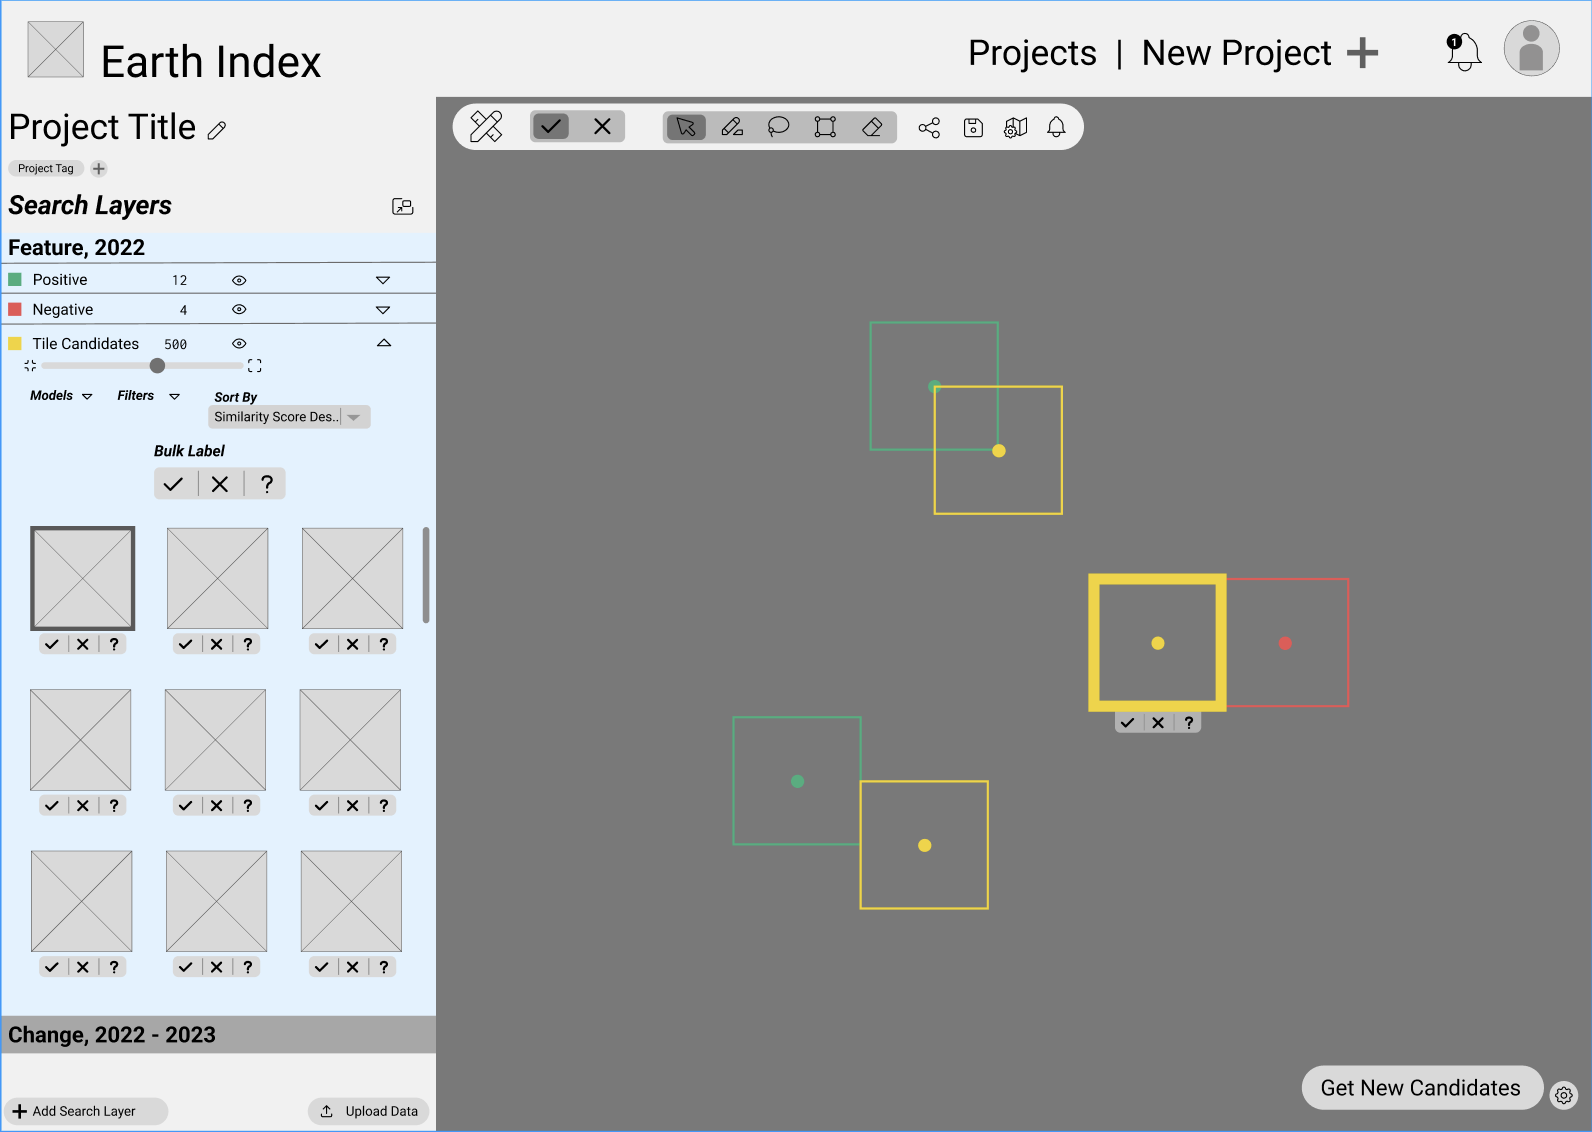 Earth Index
Projects | New Project
1
Project Title
Project Tag
Search Layers
Feature, 2022
Positive 12
Negative 4
Tile Candidates 500
Models Filters Sort By
Similarity Score Des..
Bulk Label
?
? ? ?
? ? ?
? ? ?
?
Change, 2022 - 2023
Add Search Layer Upload Data
Get New Candidates